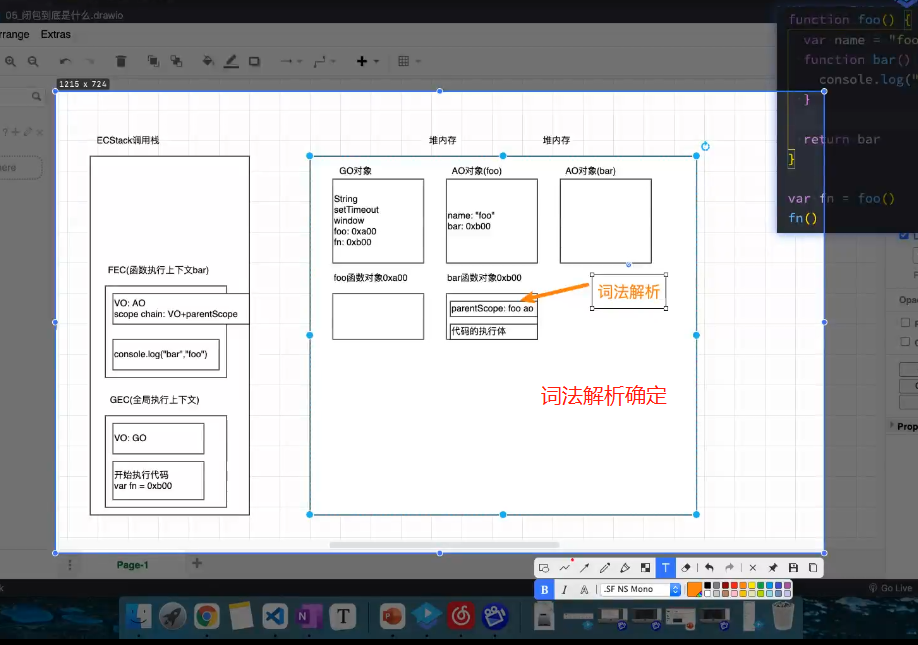 05_闭包到底是什么.drawio
rrange Extras
1215 x 724
function foo() {
var name = "foo
function bar()
console.log("
}
return bar
}
var fn = foo()
fn()
ECStack调用栈
堆内存
堆内存
GO对象
AO对象(foo)
AO对象(bar)
String
setTimeout
window
foo: 0xa00
fn: 0xb00
name: "foo"
bar: 0xb00
FEC(函数执行上下文bar)
foo函数对象0xa00
bar函数对象0xb00
VO: AO
scope chain: VO+parentScope
console.log("bar","foo")
parentScope: foo ao
代码的执行体
词法解析
词法解析确定
GEC(全局执行上下文)
VO: GO
开始执行代码
var fn = 0xb00
ere
Opac
Prop
Page-1
B I A .SF NS Mono
Go Live